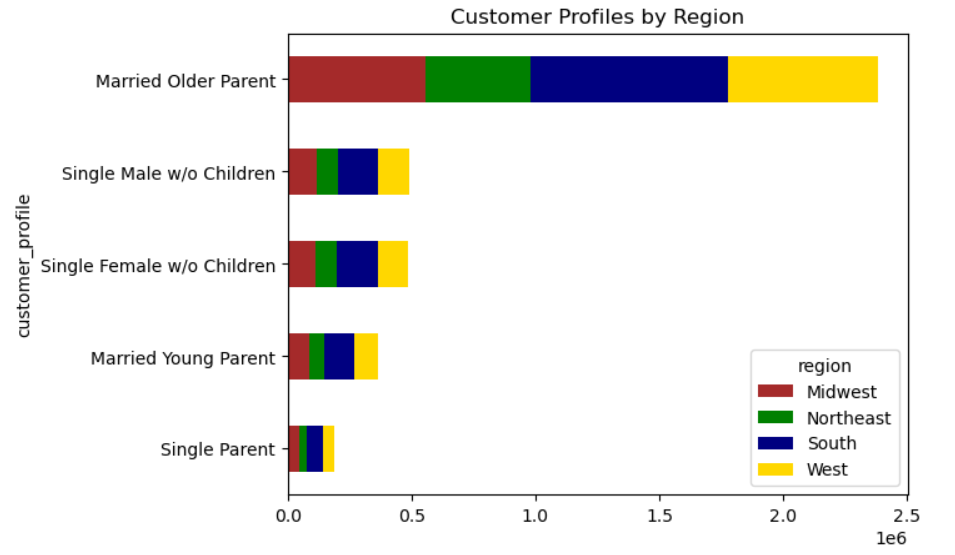 Customer Profiles by Region
customer_profile
Married Older Parent
Single Male w/o Children
Single Female w/o Children
Married Young Parent
Single Parent
region
Midwest
Northeast
South
West
0.0 0.5 1.0 1.5 2.0 2.5
1e6